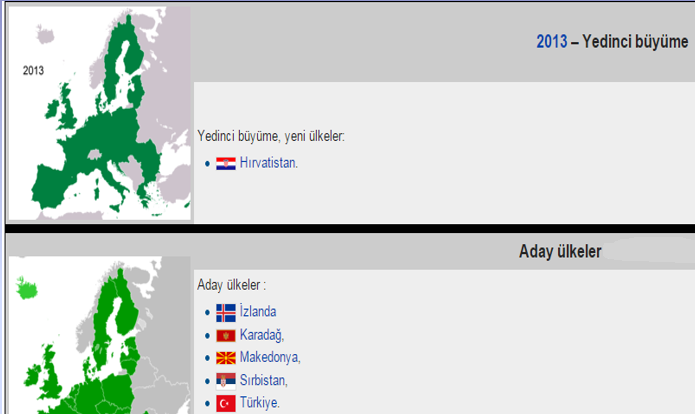 2013 – Yedinci büyüme
2013
Yedinci büyüme, yeni ülkeler:
Hırvatistan.
Aday ülkeler
Aday ülkeler :
İzlanda
Karadağ,
Makedonya,
Sırbistan,
Türkiye.